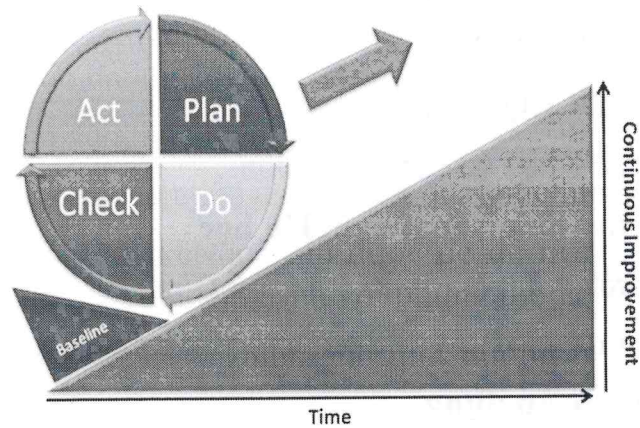 Act Plan
Check Do
Baseline
Continuous Improvement
Time